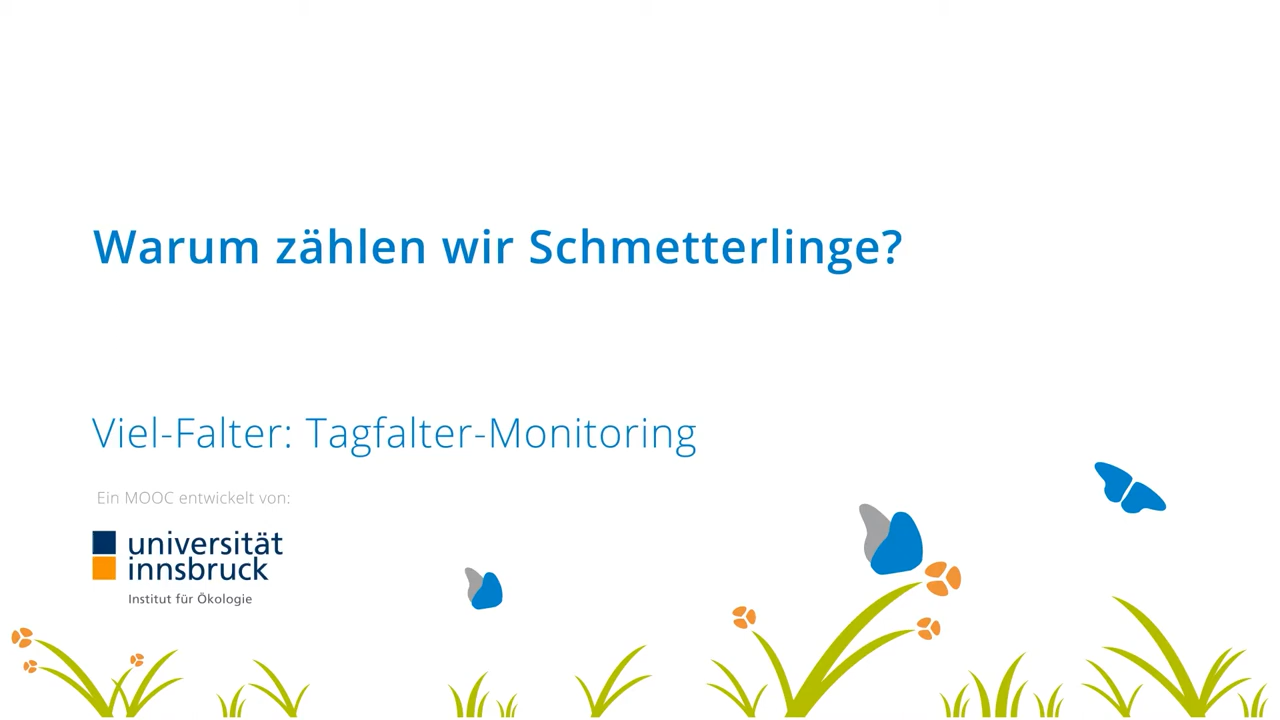 Warum zählen wir Schmetterlinge?
Viel-Falter: Tagfalter-Monitoring
Ein MOOC entwickelt von:
universität
innsbruck
Institut für Ökologie